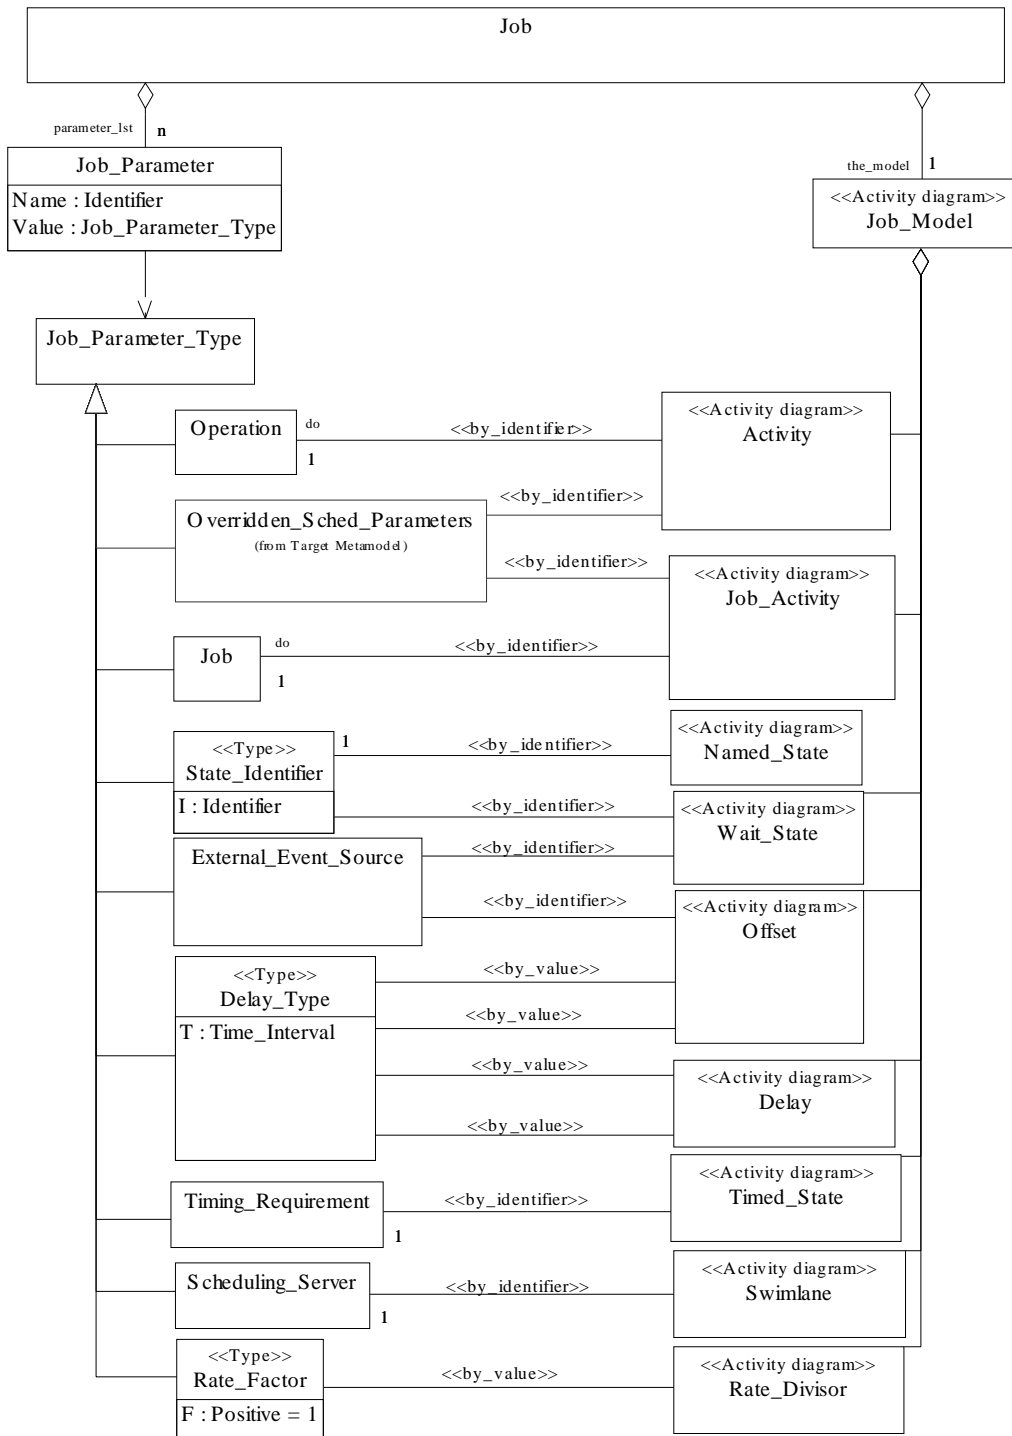 Job
parameter_lst
n
Job_Parameter
Name : Identifier
Value : Job_Parameter_Type
the_model
1
<<Activity diagram>>
Job_Model
Job_Parameter_Type
Operation
do
1
<<by_identifier>>
<<Activity diagram>>
Activity
Overridden_Sched_Parameters
(from Target Metamodel)
<<by_identifier>>
<<by_identifier>>
<<Activity diagram>>
Job_Activity
Job
do
1
<<by_identifier>>
<<Type>>
State_Identifier
I : Identifier
1
<<by_identifier>>
<<Activity diagram>>
Named_State
<<by_identifier>>
<<Activity diagram>>
Wait_State
External_Event_Source
<<by_identifier>>
<<by_identifier>>
<<Activity diagram>>
Offset
<<Type>>
Delay_Type
T : Time_Interval
<<by_value>>
<<by_value>>
<<by_value>>
<<by_value>>
<<Activity diagram>>
Delay
Timing_Requirement
1
<<by_identifier>>
<<Activity diagram>>
Timed_State
Scheduling_Server
1
<<by_identifier>>
<<Activity diagram>>
Swimlane
<<Type>>
Rate_Factor
F : Positive = 1
<<by_value>>
<<Activity diagram>>
Rate_Divisor